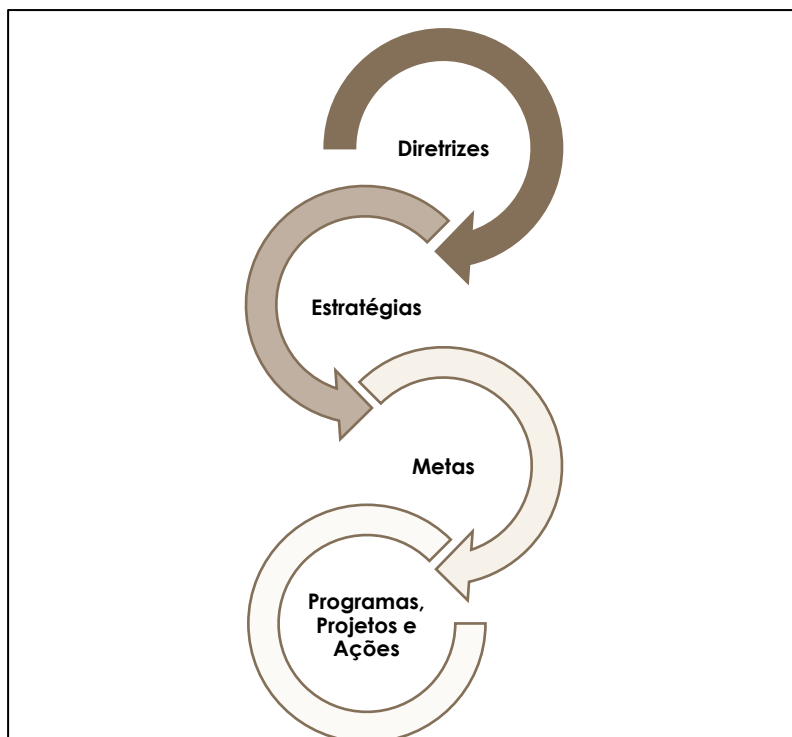 Diretrizes
Estratégias
Metas
Programas,
Projetos e
Ações